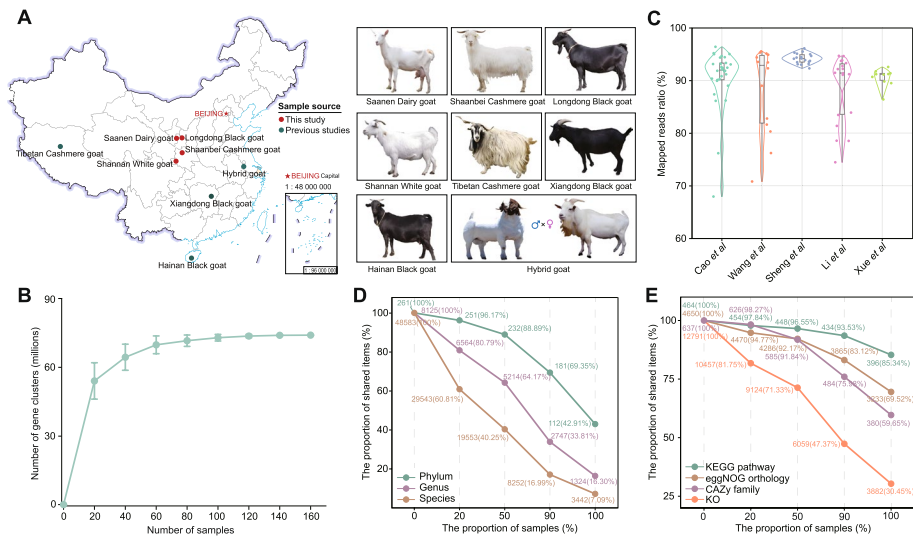 A
BEIJING
Sample source
This study
Previous studies
Saanen Dairy goat
Longdong Black goat
Shaanbei Cashmere goat
Tibetan Cashmere goat
Shannan White goat
Hybrid goat
BEIJING Capital
1 : 48 000 000
Xiangdong Black goat
Hainan Black goat
1 : 96 000 000
Saanen Dairy goat
Shaanbei Cashmere goat
Longdong Black goat
Shannan White goat
Tibetan Cashmere goat
Xiangdong Black goat
♂ × ♀
Hainan Black goat
Hybrid goat
C
Mapped reads ratio (%)
100
90
80
70
60
Cao et al
Wang et al
Sheng et al
Li et al
Xue et al
B
Number of gene clusters (millions)
90
60
30
0
0 20 40 60 80 100 120 140 160
Number of samples
D
The proportion of shared items (%)
100
80
60
40
20
261(100%)
8125(100%)
48583(100%)
251(96.17%)
232(88.89%)
6564(80.79%)
5214(64.17%)
181(69.35%)
29543(60.81%)
19553(40.25%)
112(42.91%)
2747(33.81%)
8252(16.99%)
1324(16.30%)
3442(7.09%)
Phylum
Genus
Species
0 20 50 90 100
The proportion of samples (%)
E
The proportion of shared items (%)
100
75
50
25
464(100%)
4650(100%)
637(100%)
12791(100%)
626(98.27%)
454(97.84%)
448(96.55%)
434(93.53%)
4470(94.77%)
4286(92.17%)
585(91.84%)
3865(83.12%)
396(85.34%)
10457(81.75%)
9124(71.33%)
484(75.98%)
3233(69.52%)
380(59.65%)
6059(47.37%)
3882(30.45%)
KEGG pathway
eggNOG orthology
CAZy family
KO
0 20 50 90 100
The proportion of samples (%)